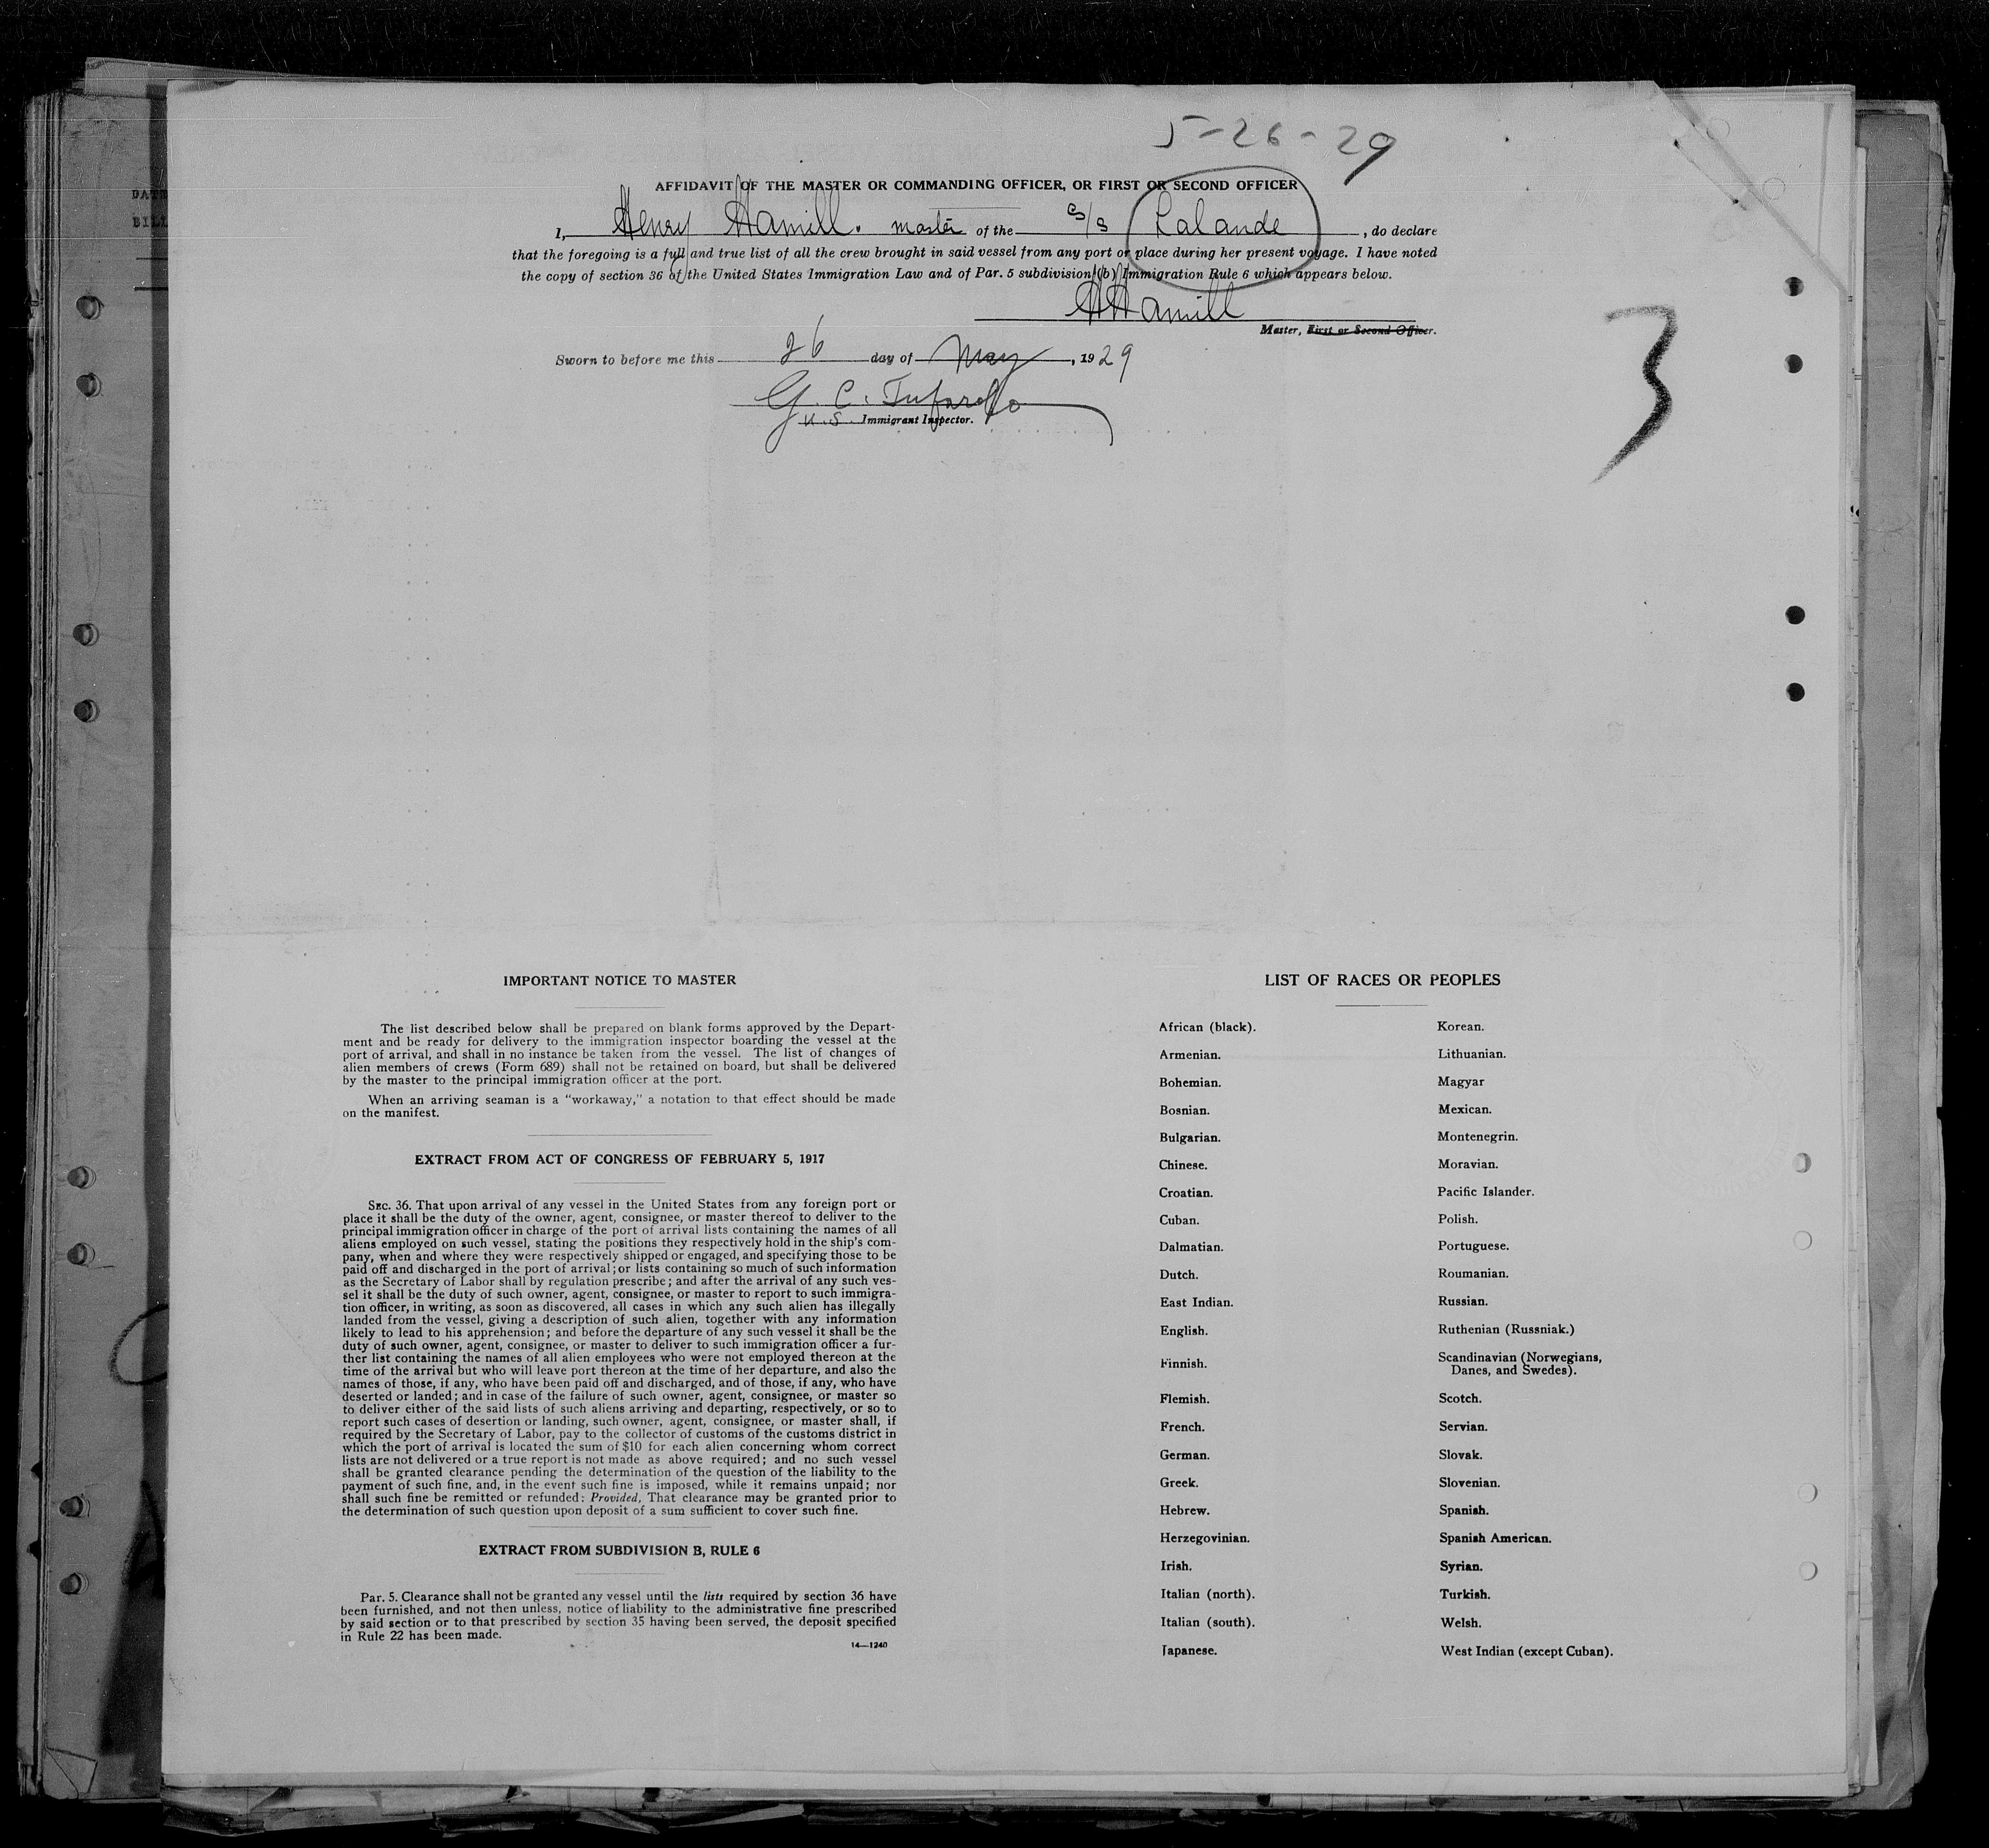 5-26-29
AFFIDAVIT OF THE MASTER OR COMMANDING OFFICER, OR FIRST OR SECOND OFFICER
I, Henry Hamill. master of the s/s Lalande, do declare
that the foregoing is a full and true list of all the crew brought in said vessel from any port or place during her present voyage. I have noted
the copy of section 36 of the United States Immigration Law and of Par. 5 subdivision (b) Immigration Rule 6 which appears below.
HHamill
Master, First or Second Officer.
3
Sworn to before me this 26 day of May, 1929
G. C.
U.S. Immigrant Inspector.
DATE
BILL
IMPORTANT NOTICE TO MASTER
The list described below shall be prepared on blank forms approved by the Depart-
ment and be ready for delivery to the immigration inspector boarding the vessel at the
port of arrival, and shall in no instance be taken from the vessel. The list of changes of
alien members of crews (Form 689) shall not be retained on board, but shall be delivered
by the master to the principal immigration officer at the port.
When an arriving seaman is a "workaway," a notation to that effect should be made
on the manifest.
EXTRACT FROM ACT OF CONGRESS OF FEBRUARY 5, 1917
SEC. 36. That upon arrival of any vessel in the United States from any foreign port or
place it shall be the duty of the owner, agent, consignee, or master thereof to deliver to the
principal immigration officer in charge of the port of arrival lists containing the names of all
aliens employed on such vessel, stating the positions they respectively hold in the ship's com-
pany, when and where they were respectively shipped or engaged, and specifying those to be
paid off and discharged in the port of arrival; or lists containing so much of such information
as the Secretary of Labor shall by regulation prescribe; and after the arrival of any such ves-
sel it shall be the duty of such owner, agent, consignee, or master to report to such immigra-
tion officer, in writing, as soon as discovered, all cases in which any such alien has illegally
landed from the vessel, giving a description of such alien, together with any information
likely to lead to his apprehension; and before the departure of any such vessel it shall be the
duty of such owner, agent, consignee, or master to deliver to such immigration officer a fur-
ther list containing the names of all alien employees who were not employed thereon at the
time of the arrival but who will leave port thereon at the time of her departure, and also the
names of those, if any, who have been paid off and discharged, and of those, if any, who have
deserted or landed; and in case of the failure of such owner, agent, consignee, or master so
to deliver either of the said lists of such aliens arriving and departing, respectively, or so to
report such cases of desertion or landing, such owner, agent, consignee, or master shall, if
required by the Secretary of Labor, pay to the collector of customs of the customs district in
which the port of arrival is located the sum of $10 for each alien concerning whom correct
lists are not delivered or a true report is not made as above required; and no such vessel
shall be granted clearance pending the determination of the question of the liability to the
payment of such fine, and, in the event such fine is imposed, while it remains unpaid; nor
shall such fine be remitted or refunded: Provided, That clearance may be granted prior to
the determination of such question upon deposit of a sum sufficient to cover such fine.
EXTRACT FROM SUBDIVISION B, RULE 6
Par. 5. Clearance shall not be granted any vessel until the lists required by section 36 have
been furnished, and not then unless, notice of liability to the administrative fine prescribed
by said section or to that prescribed by section 35 having been served, the deposit specified
in Rule 22 has been made.
14—1240
LIST OF RACES OR PEOPLES
African (black).
Armenian.
Bohemian.
Bosnian.
Bulgarian.
Chinese.
Croatian.
Cuban.
Dalmatian.
Dutch.
East Indian.
English.
Finnish.
Flemish.
French.
German.
Greek.
Hebrew.
Herzegovinian.
Irish.
Italian (north).
Italian (south).
Japanese.
Korean.
Lithuanian.
Magyar
Mexican.
Montenegrin.
Moravian.
Pacific Islander.
Polish.
Portuguese.
Roumanian.
Russian.
Ruthenian (Russniak.)
Scandinavian (Norwegians,
Danes, and Swedes).
Scotch.
Servian.
Slovak.
Slovenian.
Spanish.
Spanish American.
Syrian.
Turkish.
Welsh.
West Indian (except Cuban).